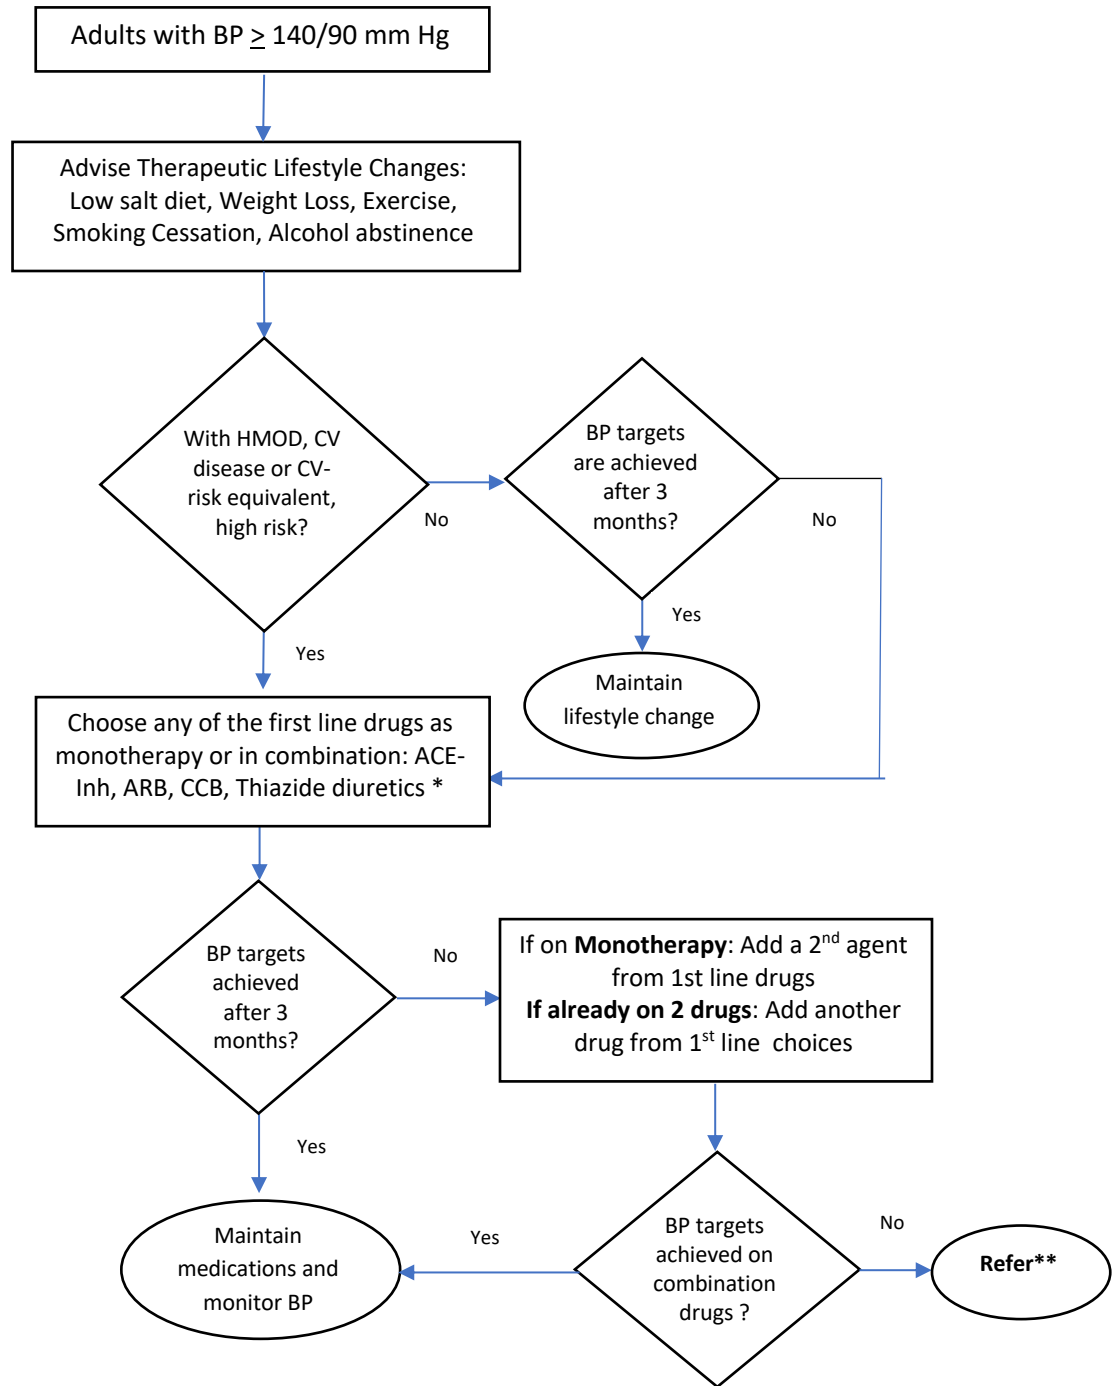 Adults with BP ≥ 140/90 mm Hg
Advise Therapeutic Lifestyle Changes:
Low salt diet, Weight Loss, Exercise,
Smoking Cessation, Alcohol abstinence
With HMOD, CV
disease or CV-
risk equivalent,
high risk?
No
BP targets
are achieved
after 3
months?
No
Yes
Maintain
lifestyle change
Yes
Choose any of the first line drugs as
monotherapy or in combination: ACE-
Inh, ARB, CCB, Thiazide diuretics *
BP targets
achieved
after 3
months?
No
If on Monotherapy: Add a 2nd agent
from 1st line drugs
If already on 2 drugs: Add another
drug from 1st line choices
Yes
Maintain
medications and
monitor BP
Yes
BP targets
achieved on
combination
drugs ?
No
Refer**